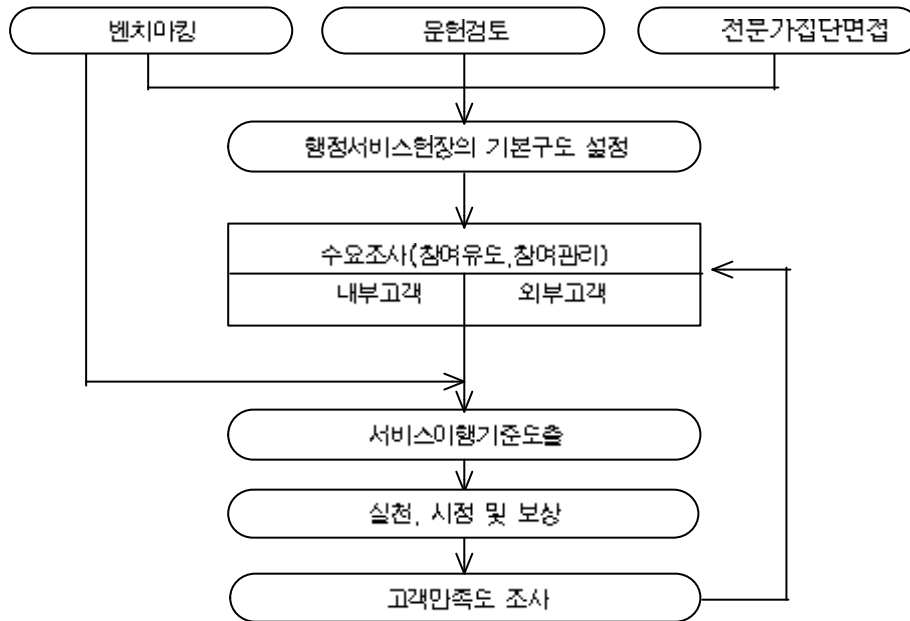 벤치마킹
문헌검토
전문가집단면접
행정서비스헌장의 기본구도 설정
수요조사(참여유도,참여관리)
내부고객
외부고객
서비스이행기준도출
실천, 시정 및 보상
고객만족도 조사